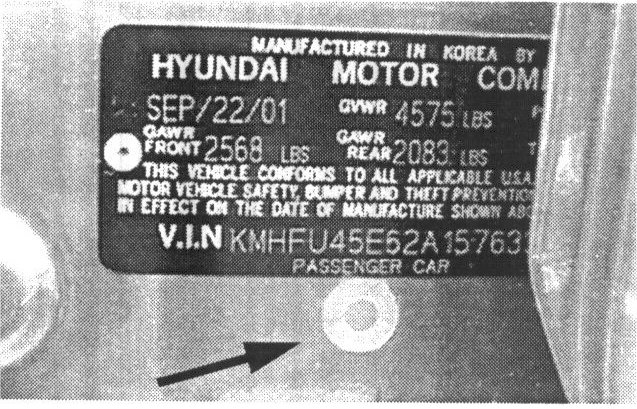 MANUFACTURED IN KOREA BY
HYUNDAI MOTOR
SEP/22/01 GVWR 4575 LBS
GAWR FRONT 2568 LBS GAWR REAR 2083 LBS
THIS VEHICLE CONFORMS TO ALL APPLICABLE U.S.A
MOTOR VEHICLE SAFETY, BUMPER AND THEFT PREVENTION
IN EFFECT ON THE DATE OF MANUFACTURE SHOWN
V.I.N
PASSENGER CAR